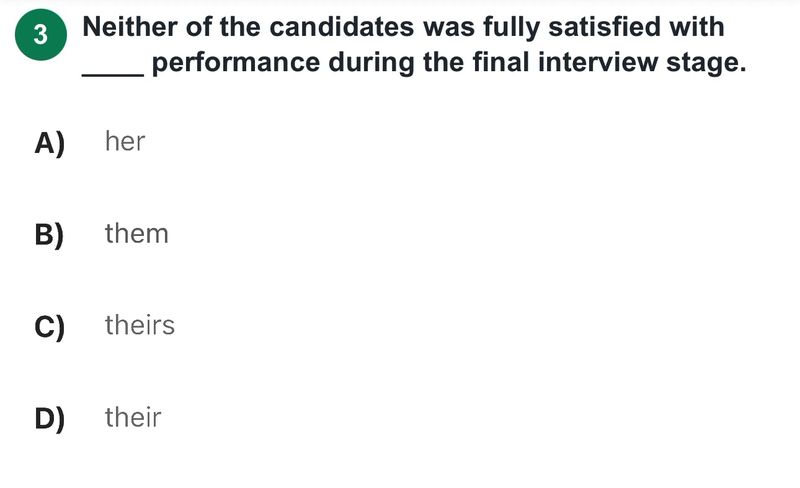 3 Neither of the candidates was fully satisfied with
____ performance during the final interview stage.
A) her
B) them
C) theirs
D) their